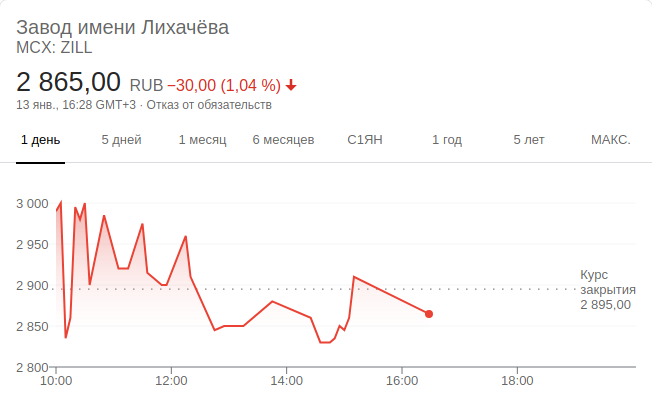 Завод имени Лихачёва
MCX: ZILL
2 865,00 RUB −30,00 (1,04 %)
13 янв., 16:28 GMT+3 · Отказ от обязательств
1 день 5 дней 1 месяц 6 месяцев С1ЯН 1 год 5 лет МАКС.
3 000
2 950
2 900
2 850
2 800
Курс
закрытия
2 895,00
10:00 12:00 14:00 16:00 18:00